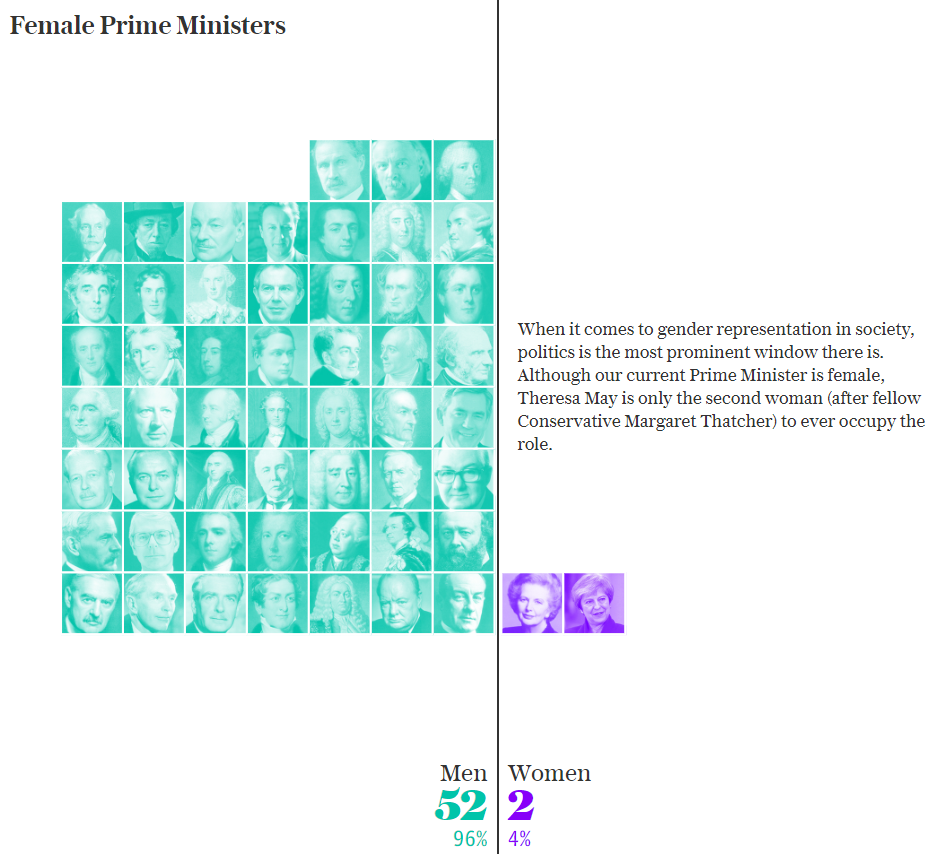 Female Prime Ministers
When it comes to gender representation in society,
politics is the most prominent window there is.
Although our current Prime Minister is female,
Theresa May is only the second woman (after fellow
Conservative Margaret Thatcher) to ever occupy the
role.
Men
52
96%
Women
2
4%